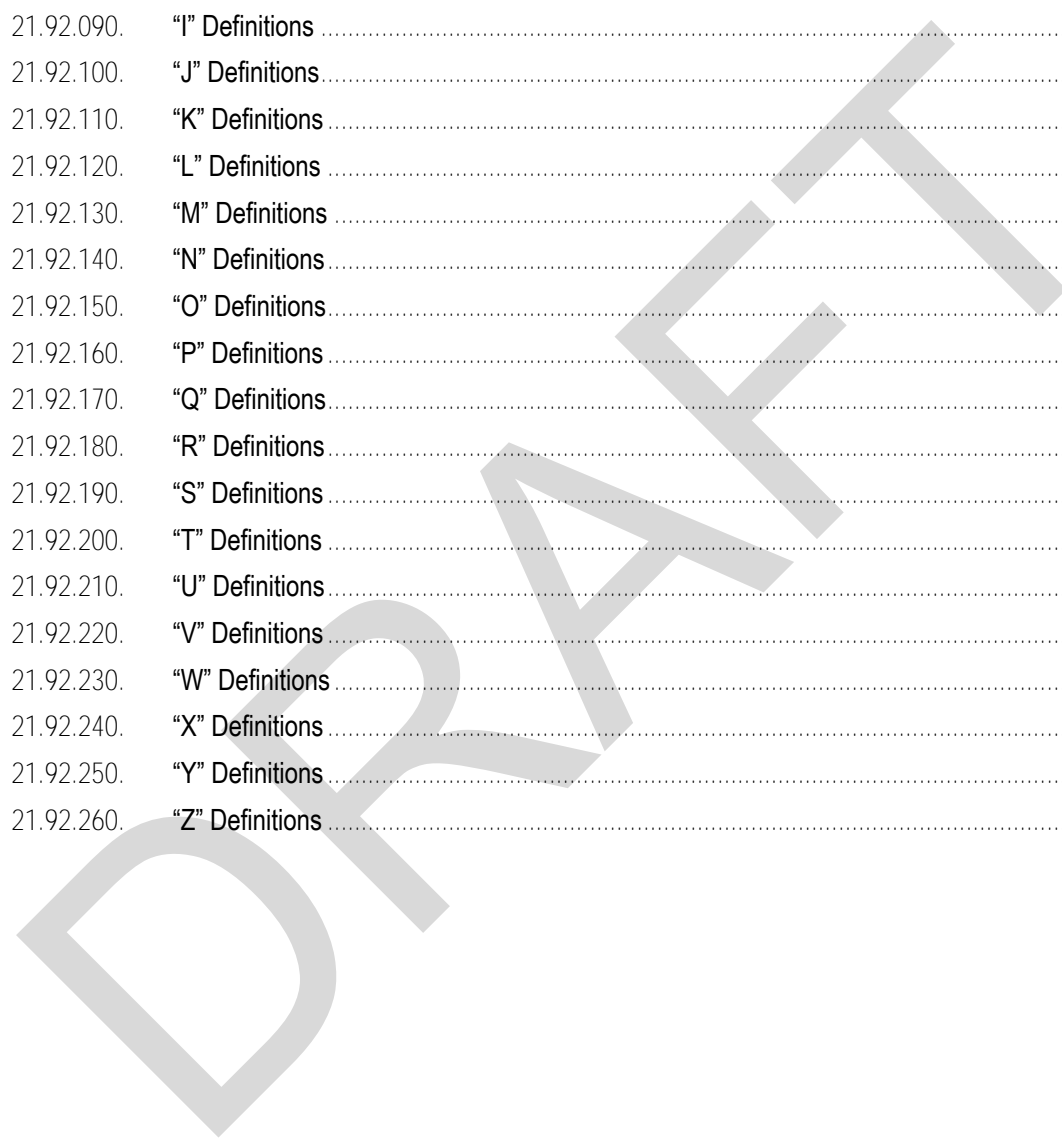 21.92.090. “I” Definitions ........................................................................
21.92.100. “J” Definitions ........................................................................
21.92.110. “K” Definitions ........................................................................
21.92.120. “L” Definitions ........................................................................
21.92.130. “M” Definitions ........................................................................
21.92.140. “N” Definitions ........................................................................
21.92.150. “O” Definitions ........................................................................
21.92.160. “P” Definitions ........................................................................
21.92.170. “Q” Definitions ........................................................................
21.92.180. “R” Definitions ........................................................................
21.92.190. “S” Definitions ........................................................................
21.92.200. “T” Definitions ........................................................................
21.92.210. “U” Definitions ........................................................................
21.92.220. “V” Definitions ........................................................................
21.92.230. “W” Definitions ........................................................................
21.92.240. “X” Definitions ........................................................................
21.92.250. “Y” Definitions ........................................................................
21.92.260. “Z” Definitions ........................................................................
DRAFT